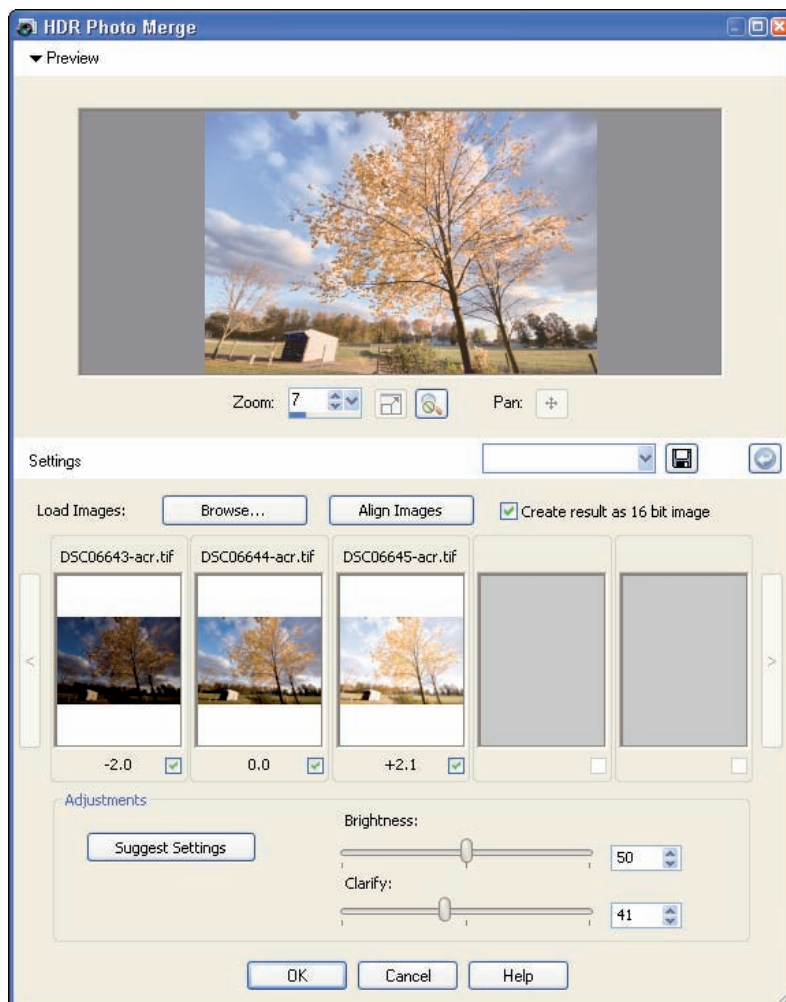 HDR Photo Merge
Preview
Zoom: 7 Pan:
Settings
Load Images: Browse... Align Images Create result as 16 bit image
DSC06643-acr.tif DSC06644-acr.tif DSC06645-acr.tif
< >
-2.0 0.0 +2.1
Adjustments
Brightness:
Suggest Settings 50
Clarify:
41
OK Cancel Help